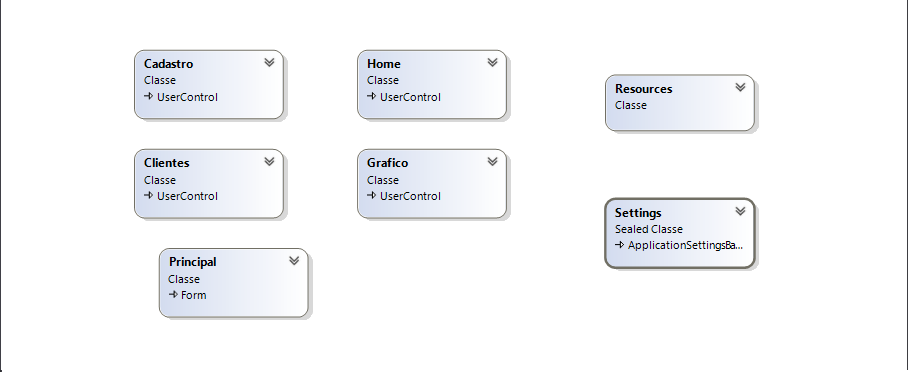 Cadastro
Classe
UserControl
Home
Classe
UserControl
Resources
Classe
Clientes
Classe
UserControl
Grafico
Classe
UserControl
Settings
Sealed Classe
ApplicationSettingsBa...
Principal
Classe
Form